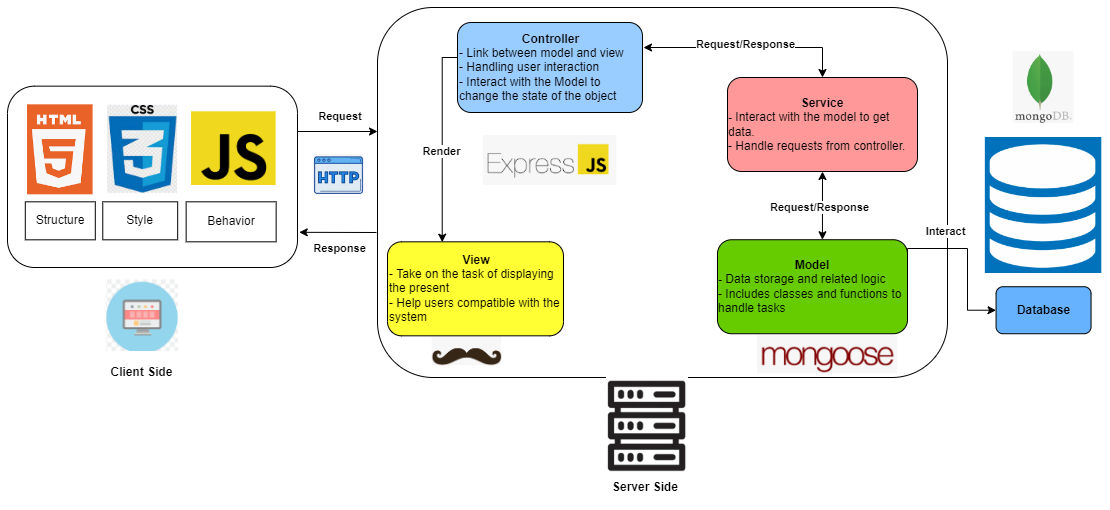 HTML
5
CSS
3
JS
Structure
Style
Behavior
Client Side
Request
HTTP
Response
Controller
- Link between model and view
- Handling user interaction
- Interact with the Model to
change the state of the object
Render
Express JS
Request/Response
Service
- Interact with the model to get
data.
- Handle requests from controller.
Request/Response
View
- Take on the task of displaying
the present
- Help users compatible with the
system
Model
- Data storage and related logic
- Includes classes and functions to
handle tasks
mongoose
Interact
mongoDB.
Database
Server Side